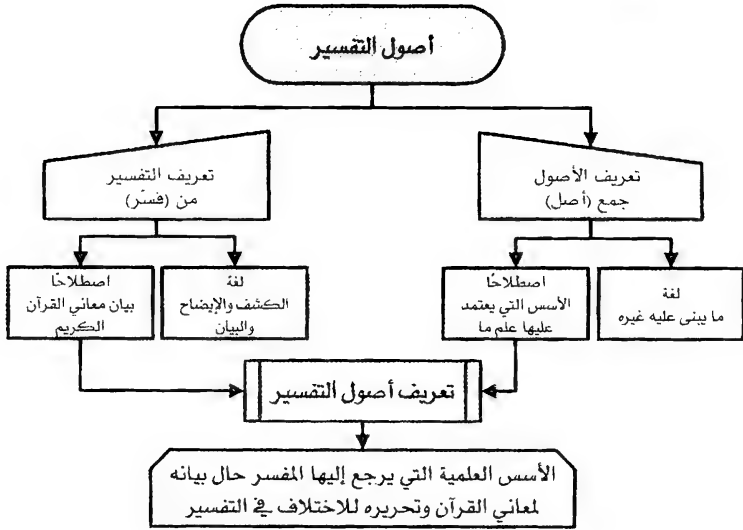 أصول التفسير
تعريف الأصول
جمع (أصل)
تعريف التفسير
من (فسّر)
لغة
ما يبنى عليه غيره
اصطلاحًا
الأسس التي يعتمد
عليها علم ما
لغة
الكشف والإيضاح
والبيان
اصطلاحًا
بيان معاني القرآن
الكريم
تعريف أصول التفسير
الأسس العلمية التي يرجع إليها المفسر حال بيانه
لمعاني القرآن وتحريره للاختلاف في التفسير